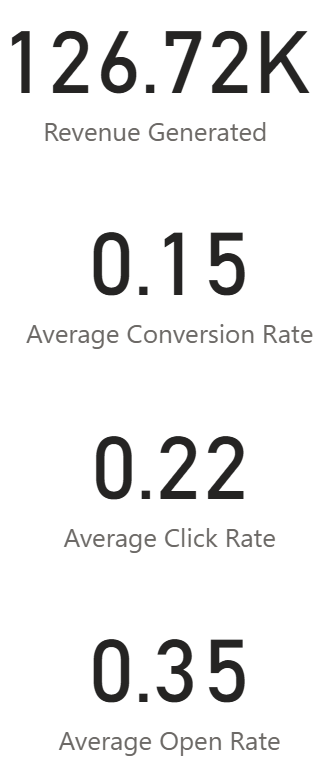 126.72K
Revenue Generated
0.15
Average Conversion Rate
0.22
Average Click Rate
0.35
Average Open Rate